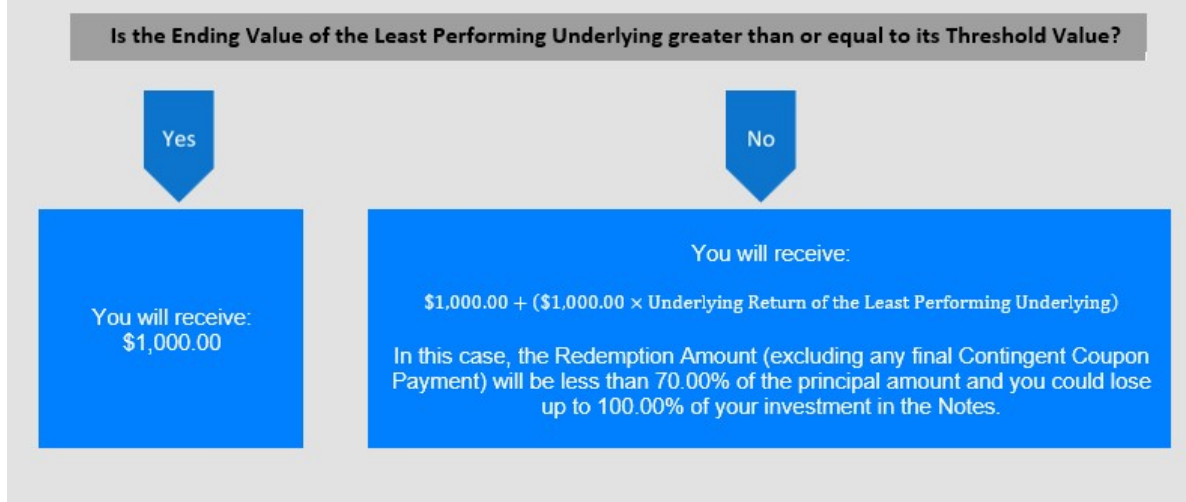 Is the Ending Value of the Least Performing Underlying greater than or equal to its Threshold Value?
Yes
No
You will receive:
$1,000.00
You will receive:
$1,000.00 + ($1,000.00 × Underlying Return of the Least Performing Underlying)
In this case, the Redemption Amount (excluding any final Contingent Coupon
Payment) will be less than 70.00% of the principal amount and you could lose
up to 100.00% of your investment in the Notes.